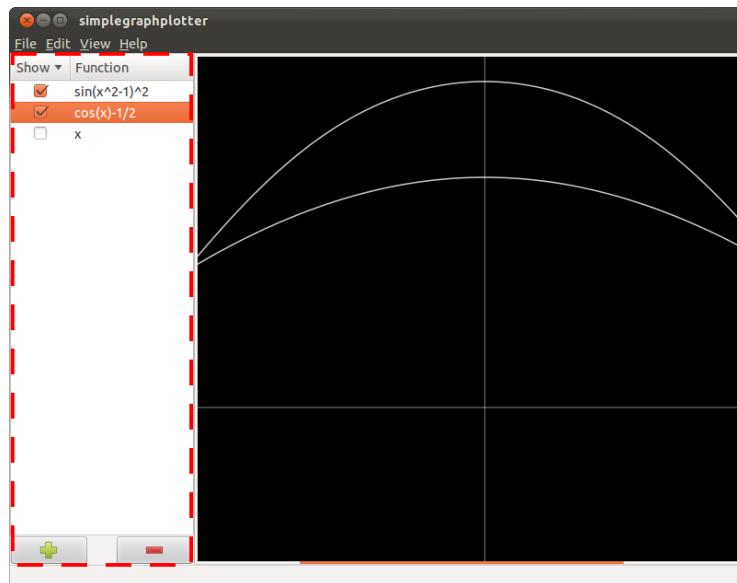 simplegraphplotter
File Edit View Help
Show Function
sin(x^2-1)^2
cos(x)-1/2
x